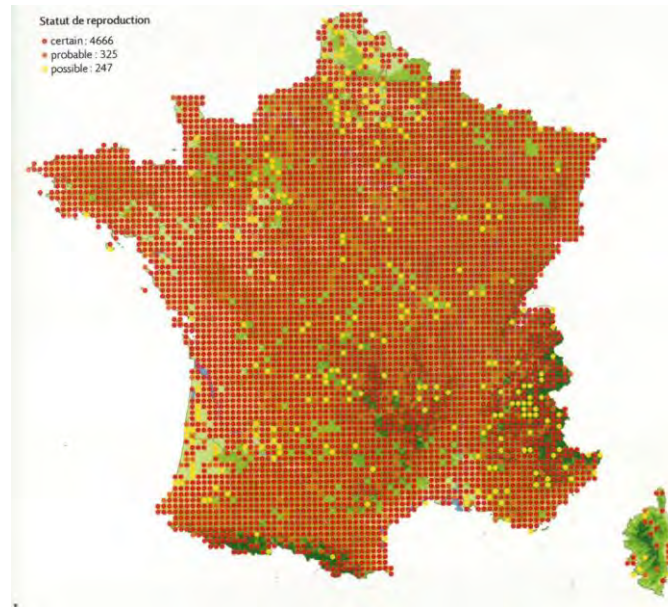 Statut de reproduction
certain : 4666
probable : 325
possible : 247